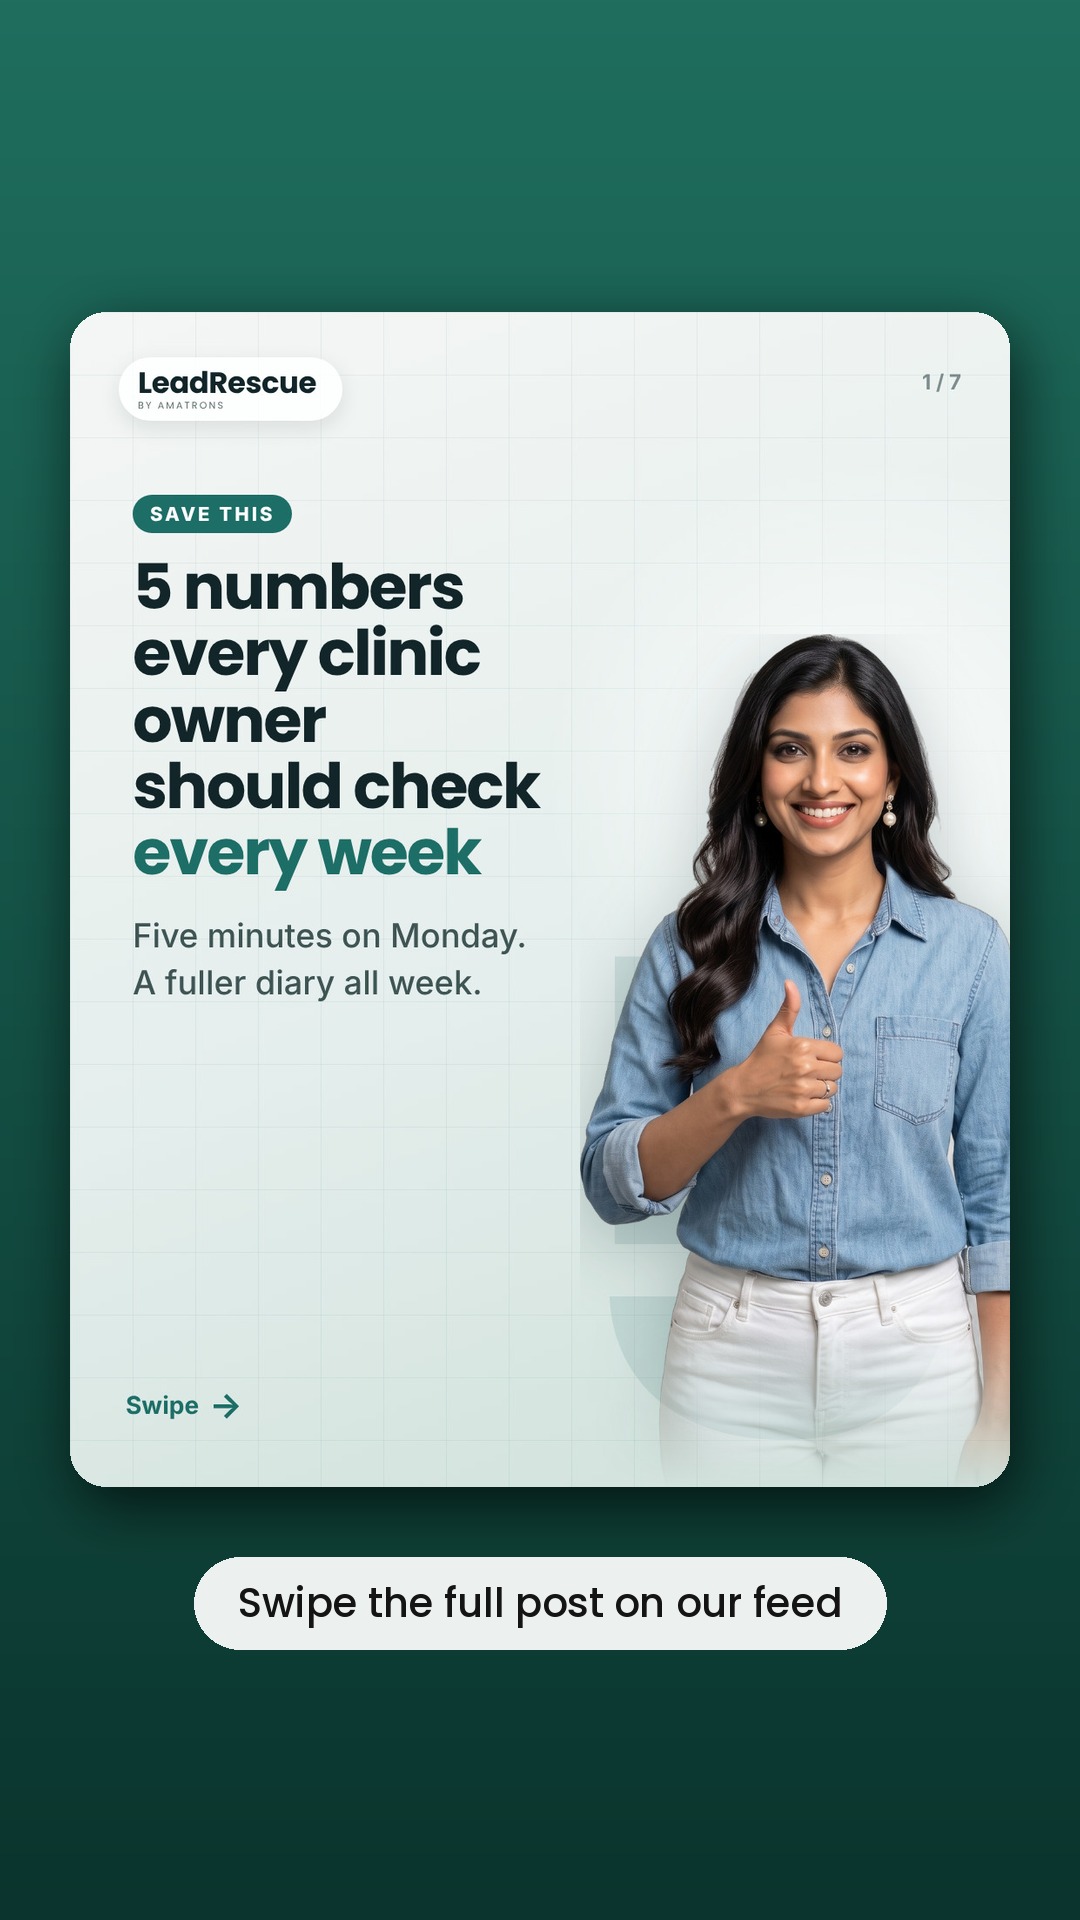 LeadRescue
BY AMATRONS
1 / 7
SAVE THIS
5 numbers
every clinic
owner
should check
every week
Five minutes on Monday.
A fuller diary all week.
Swipe →
Swipe the full post on our feed